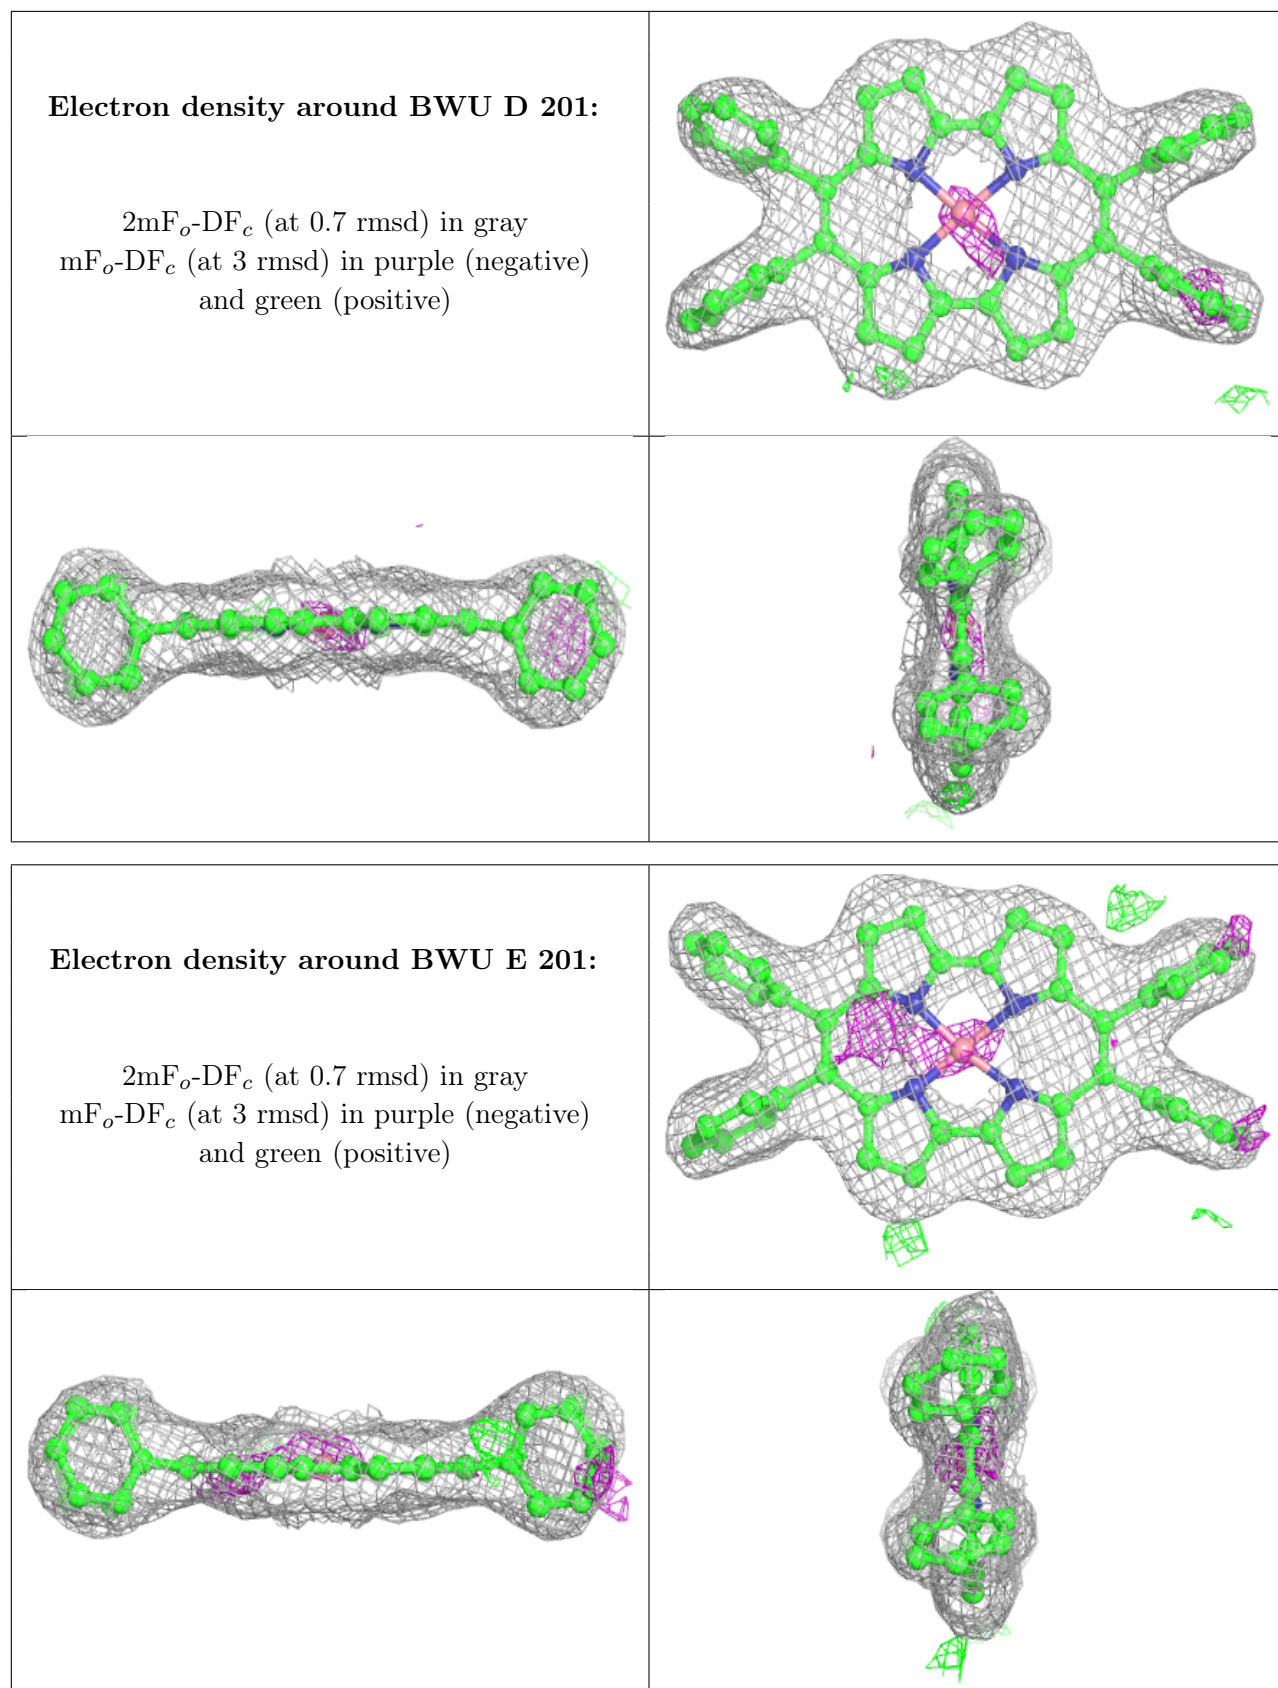 Electron density around BWU D 201:
2mFo-DFc (at 0.7 rmsd) in gray
mFo-DFc (at 3 rmsd) in purple (negative)
and green (positive)
Electron density around BWU E 201:
2mFo-DFc (at 0.7 rmsd) in gray
mFo-DFc (at 3 rmsd) in purple (negative)
and green (positive)